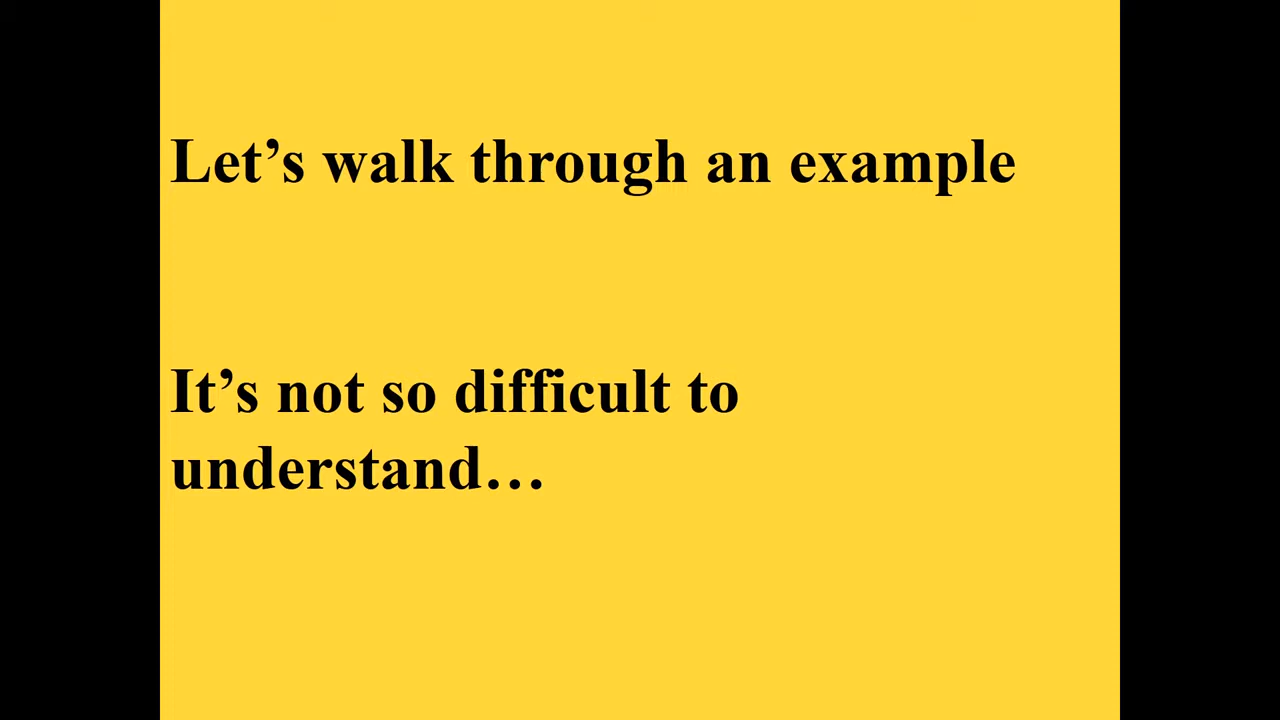 Let’s walk through an example
It’s not so difficult to
understand…